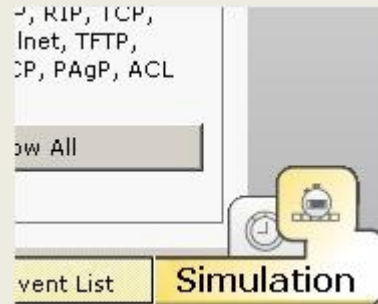 P, RIP, TCP,
lnet, TFTP,
CP, PAgP, ACL
ow All
vent List
Simulation